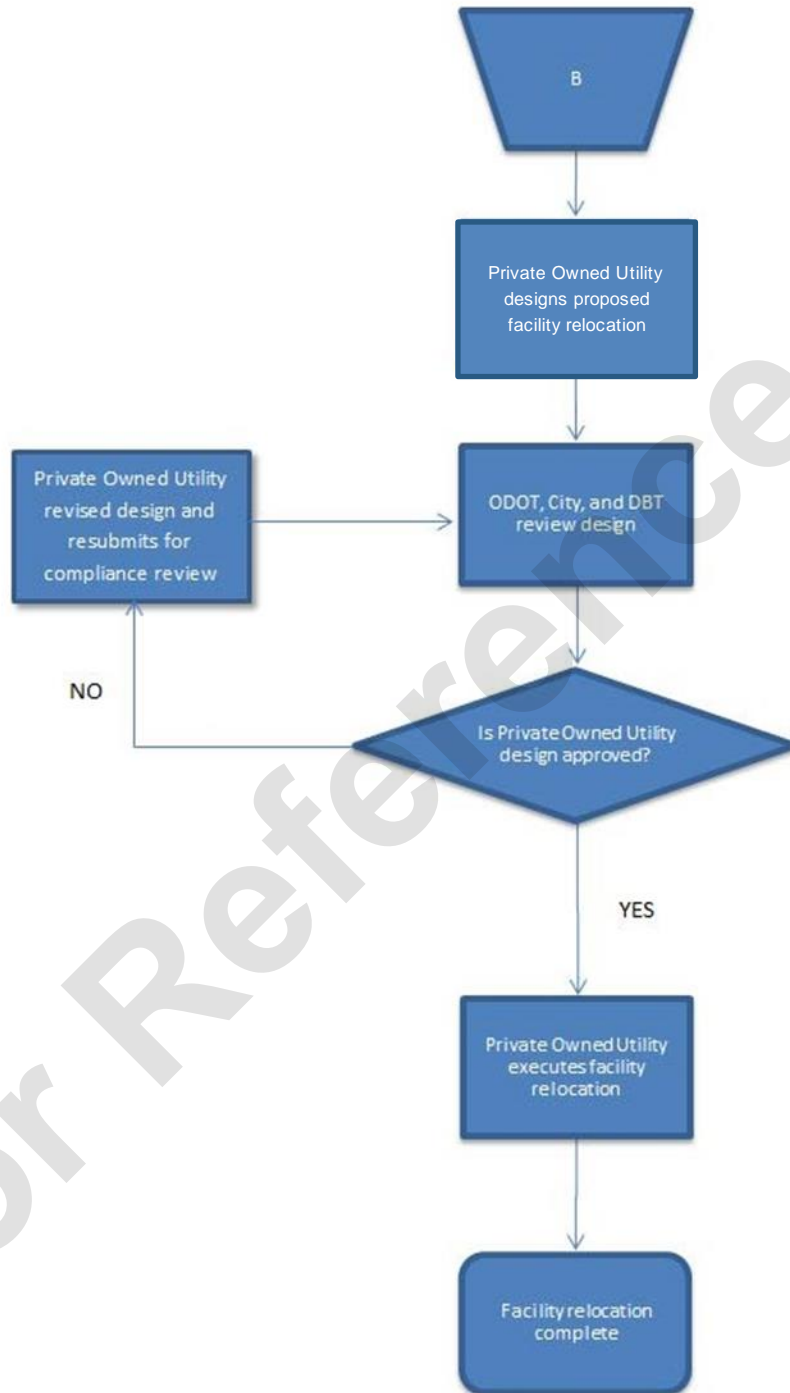 B
Private Owned Utility
designs proposed
facility relocation
Private Owned Utility
revised design and
resubmits for
compliance review
ODOT, City, and DBT
review design
NO
Is Private Owned Utility
design approved?
YES
Private Owned Utility
executes facility
relocation
Facility relocation
complete
or Reference